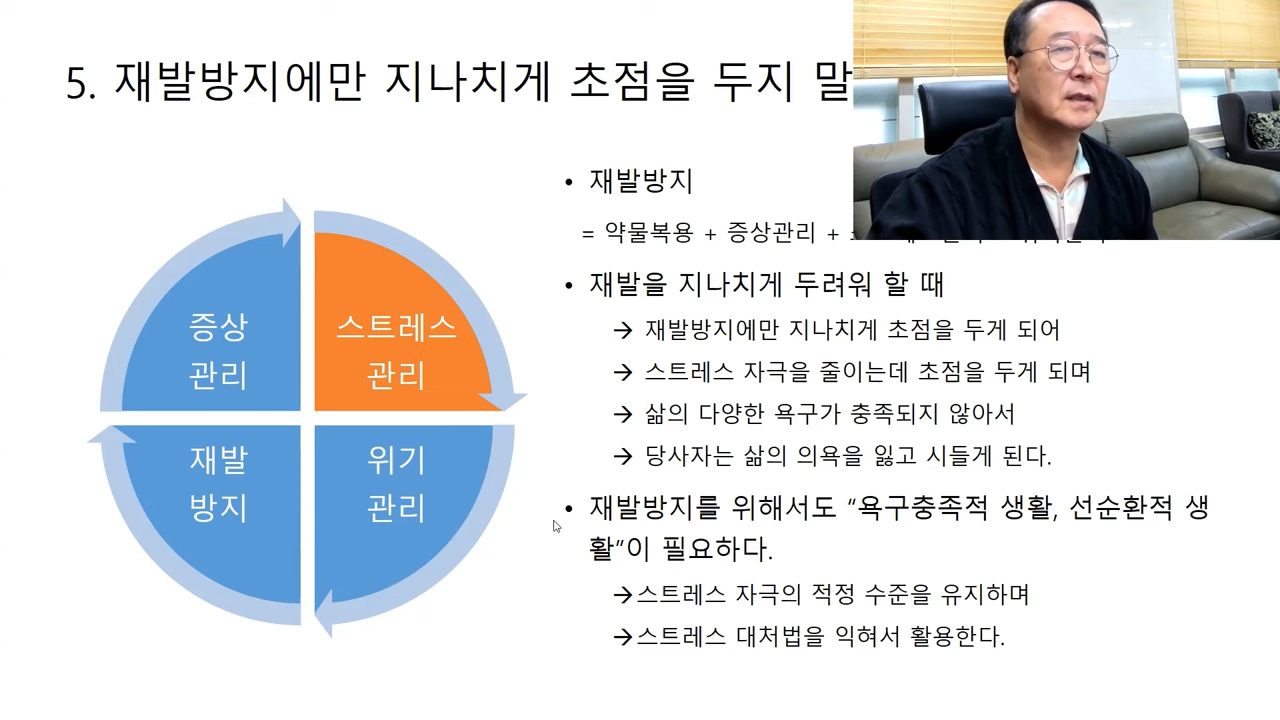 5. 재발방지에만 지나치게 초점을 두지 말
증상
관리
스트레스
관리
재발
방지
위기
관리
• 재발방지
= 약물복용 + 증상관리 +
• 재발을 지나치게 두려워 할 때
→ 재발방지에만 지나치게 초점을 두게 되어
→ 스트레스 자극을 줄이는데 초점을 두게 되며
→ 삶의 다양한 욕구가 충족되지 않아서
→ 당사자는 삶의 의욕을 잃고 시들게 된다.
• 재발방지를 위해서도 “욕구충족적 생활, 선순환적 생
활”이 필요하다.
→스트레스 자극의 적정 수준을 유지하며
→스트레스 대처법을 익혀서 활용한다.